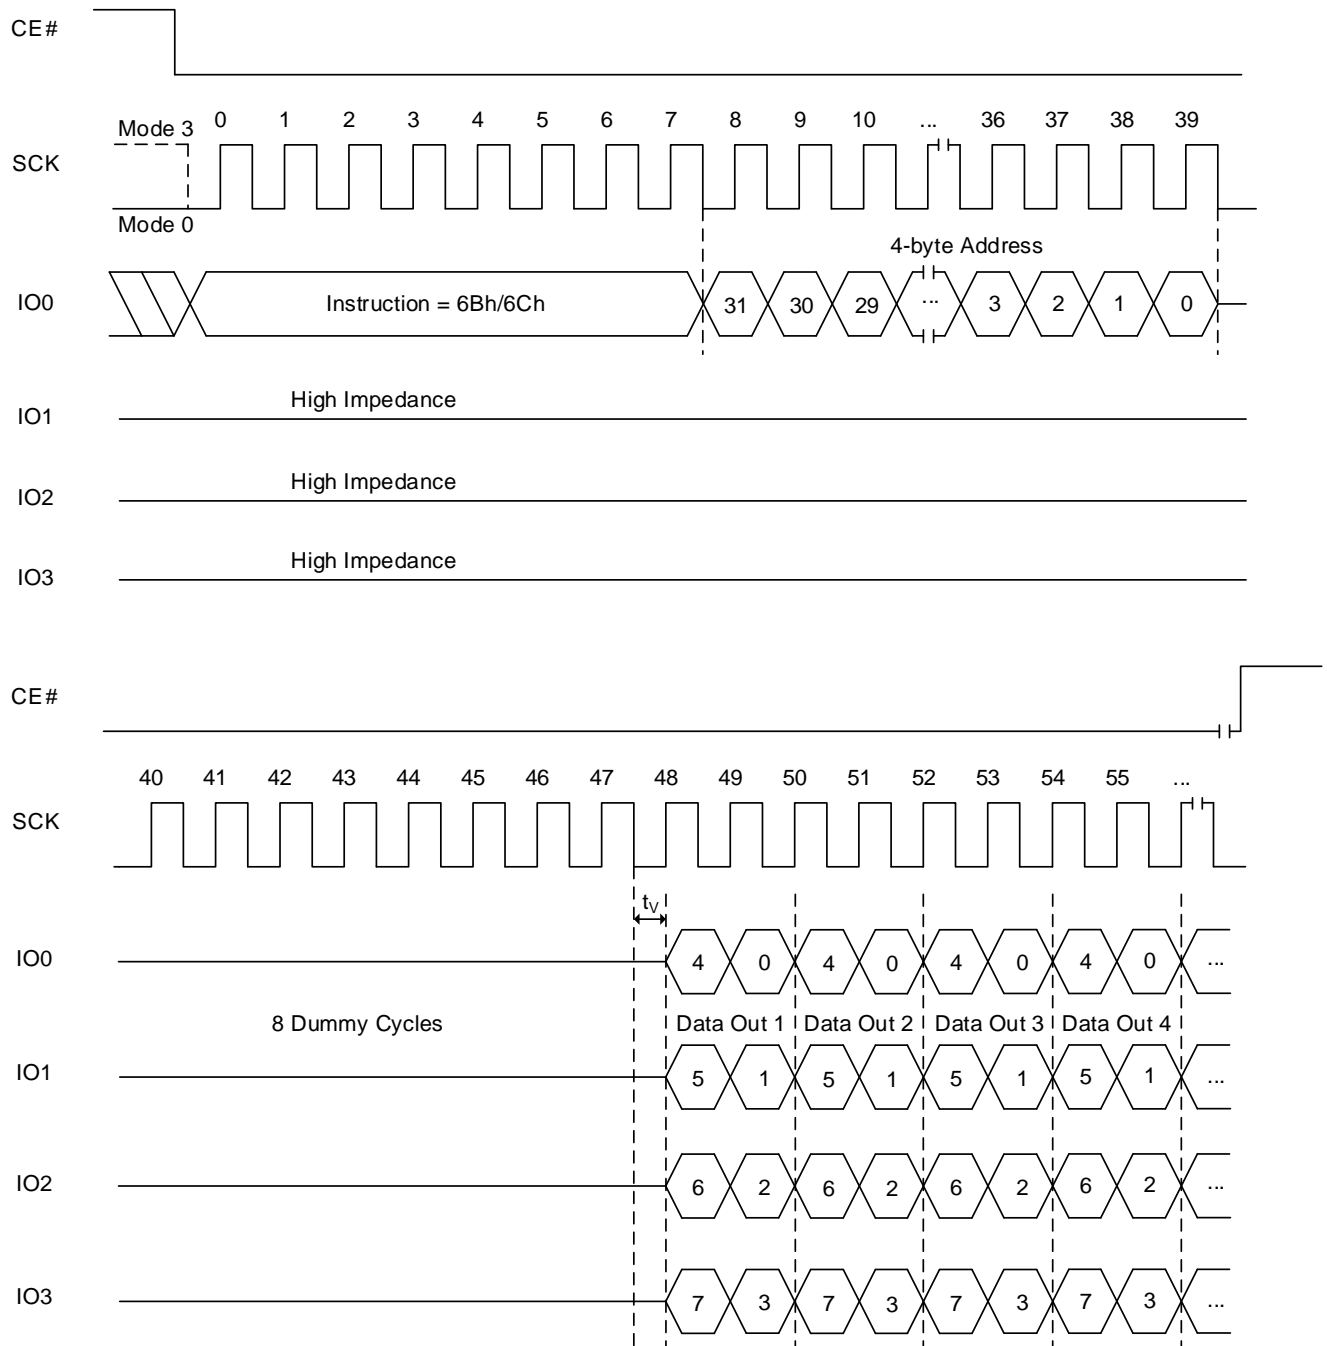 CE#
Mode 3 0 1 2 3 4 5 6 7 8 9 10 ... 36 37 38 39
SCK
Mode 0
4-byte Address
IO0 Instruction = 6Bh/6Ch 31 30 29 ... 3 2 1 0
High Impedance
IO1
High Impedance
IO2
High Impedance
IO3
CE#
40 41 42 43 44 45 46 47 48 49 50 51 52 53 54 55 ...
SCK
tV
IO0 4 0 4 0 4 0 4 0 ...
8 Dummy Cycles Data Out 1 Data Out 2 Data Out 3 Data Out 4
IO1 5 1 5 1 5 1 5 1 ...
IO2 6 2 6 2 6 2 6 2 ...
IO3 7 3 7 3 7 3 7 3 ...